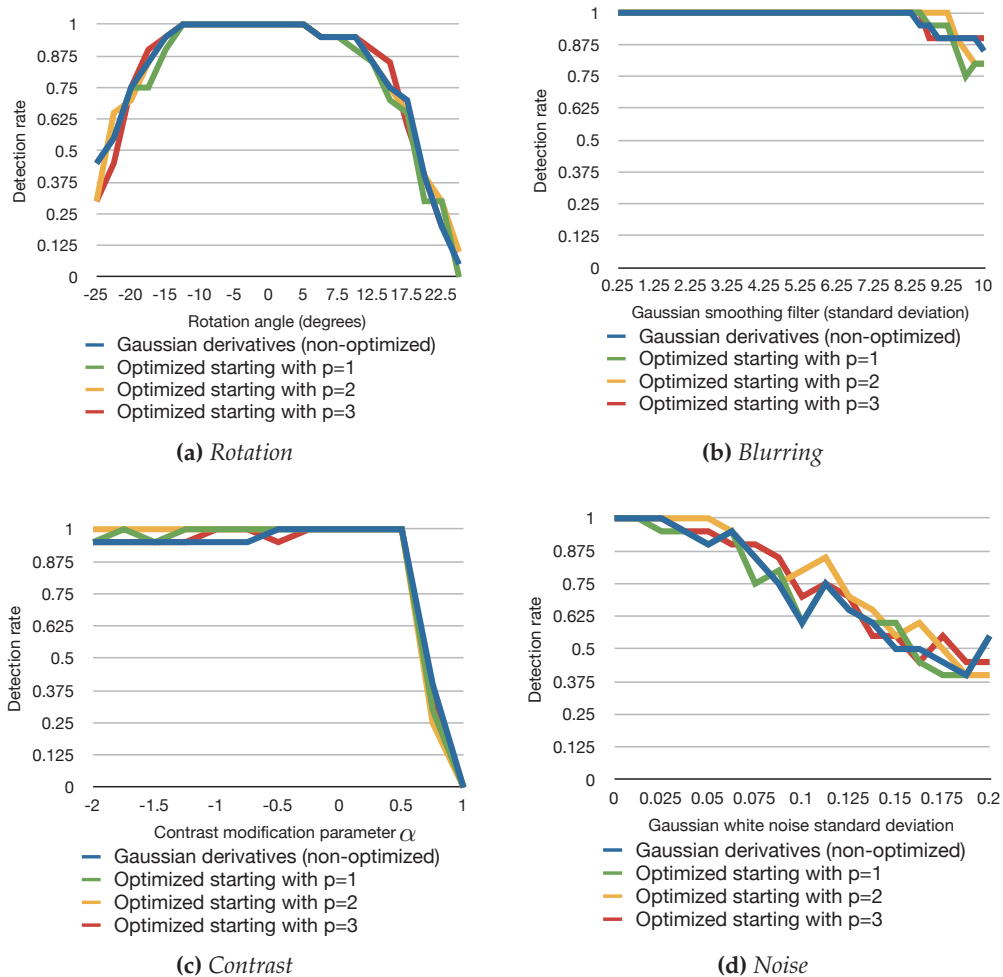 1
0.875
0.75
0.625
0.5
0.375
0.25
0.125
0
Detection rate
-25 -20 -15 -10 -5 0 5 7.5 12.5 17.5 22.5
Rotation angle (degrees)
Gaussian derivatives (non-optimized)
Optimized starting with p=1
Optimized starting with p=2
Optimized starting with p=3
(a) Rotation
1
0.875
0.75
0.625
0.5
0.375
0.25
0.125
0
Detection rate
0.25 1.25 2.25 3.25 4.25 5.25 6.25 7.25 8.25 9.25 10
Gaussian smoothing filter (standard deviation)
Gaussian derivatives (non-optimized)
Optimized starting with p=1
Optimized starting with p=2
Optimized starting with p=3
(b) Blurring
1
0.875
0.75
0.625
0.5
0.375
0.25
0.125
0
Detection rate
-2 -1.5 -1 -0.5 0 0.5 1
Contrast modification parameter α
Gaussian derivatives (non-optimized)
Optimized starting with p=1
Optimized starting with p=2
Optimized starting with p=3
(c) Contrast
1
0.875
0.75
0.625
0.5
0.375
0.25
0.125
0
Detection rate
0 0.025 0.05 0.075 0.1 0.125 0.15 0.175 0.2
Gaussian white noise standard deviation
Gaussian derivatives (non-optimized)
Optimized starting with p=1
Optimized starting with p=2
Optimized starting with p=3
(d) Noise